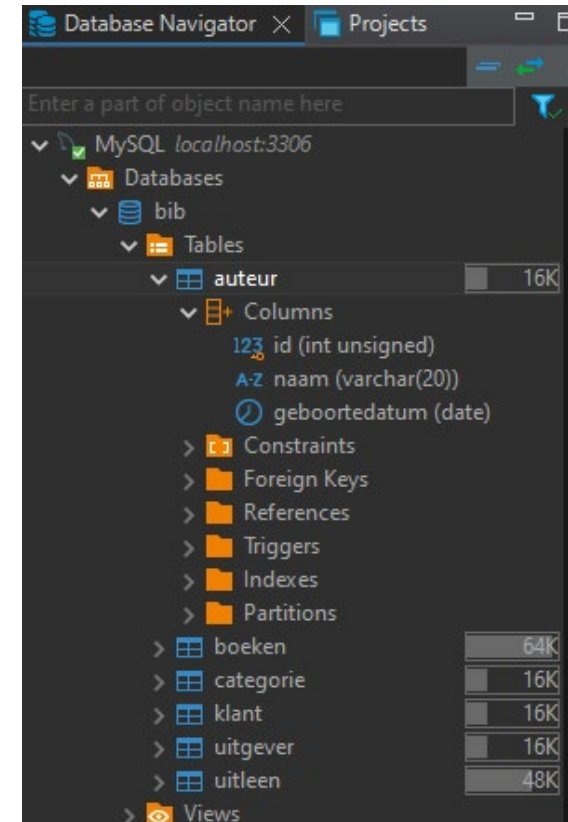 Database Navigator Projects
Enter a part of object name here
MySQL localhost:3306
Databases
bib
Tables
auteur 16K
Columns
123 id (int unsigned)
A-Z naam (varchar(20))
geboortedatum (date)
Constraints
Foreign Keys
References
Triggers
Indexes
Partitions
boeken 64K
categorie 16K
klant 16K
uitgever 16K
uitleen 48K
Views